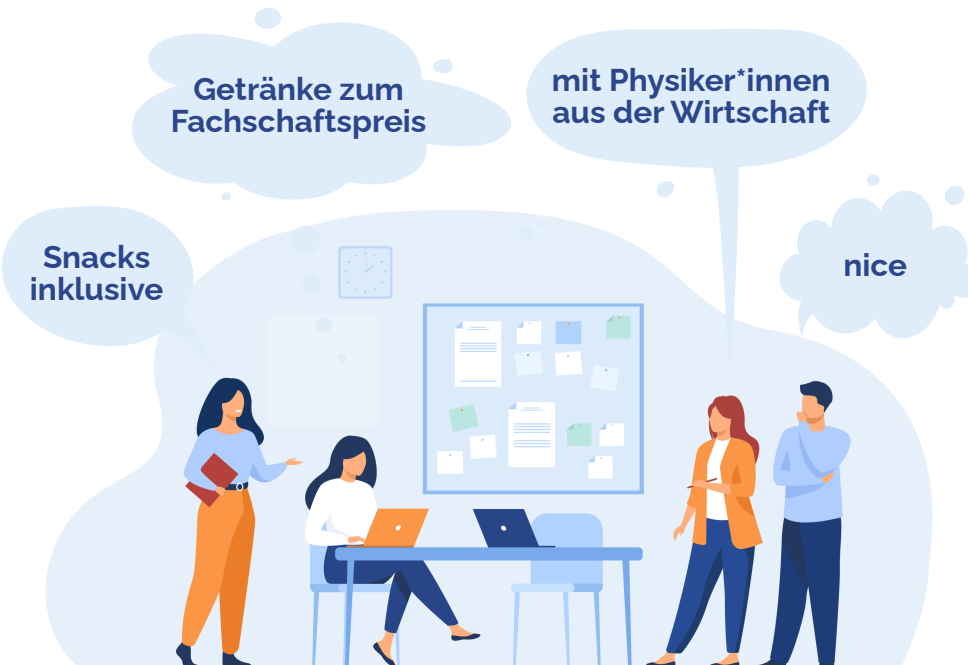 Getränke zum
Fachschaftspreis
mit Physiker*innen
aus der Wirtschaft
Snacks
inklusive
nice